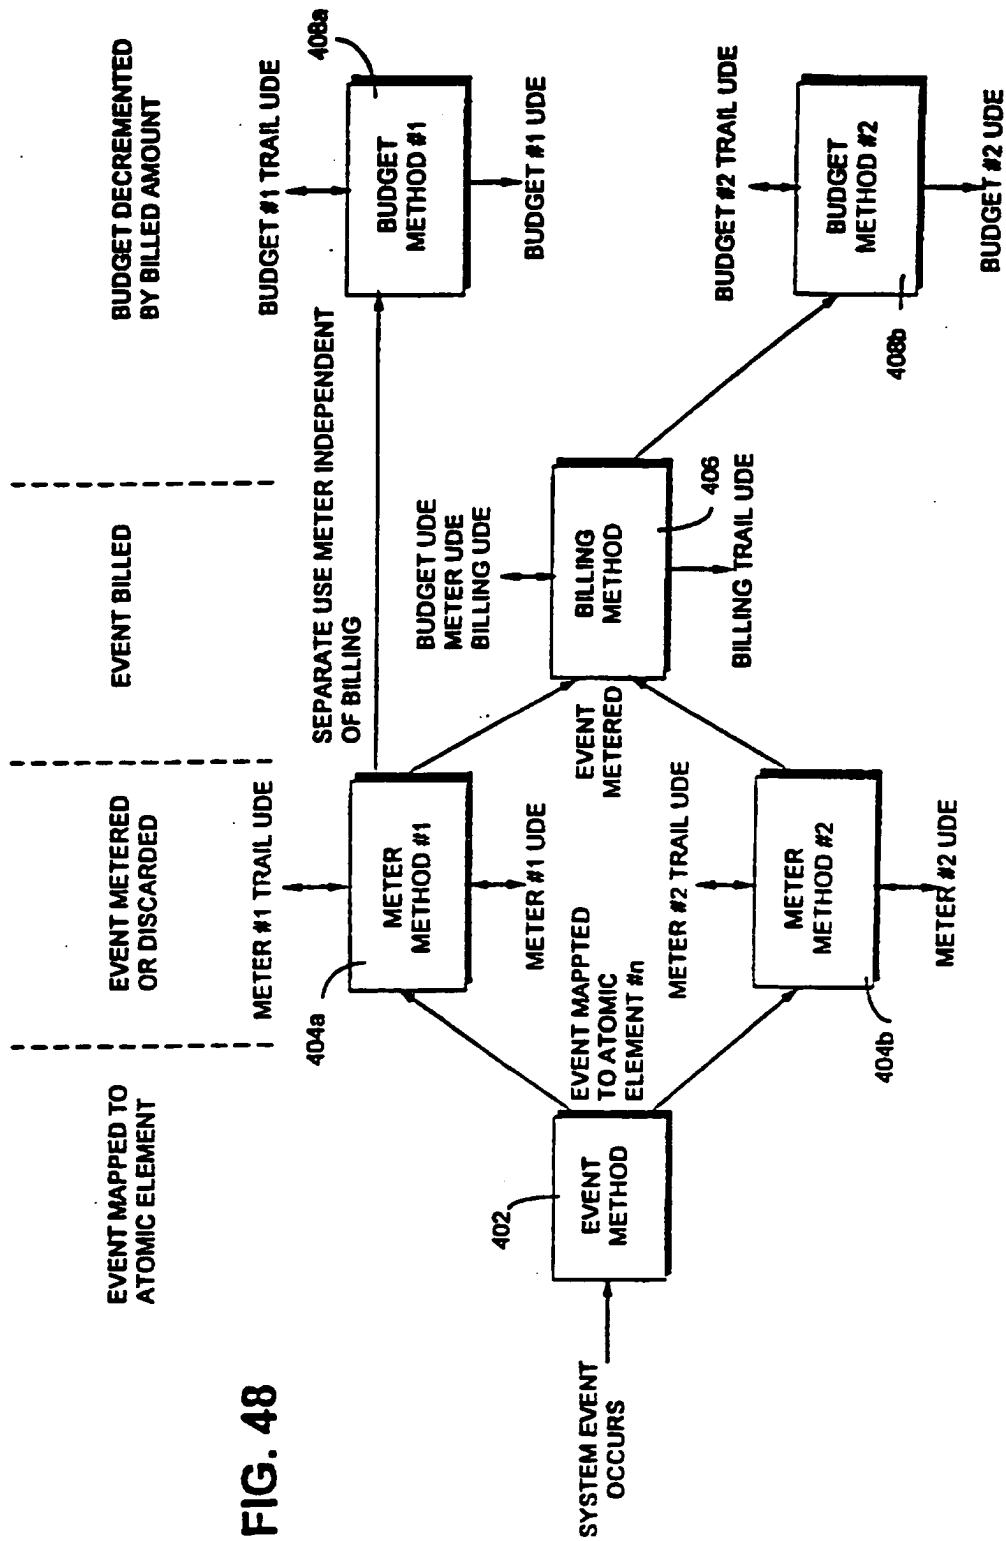 FIG. 48
EVENT MAPPED TO
ATOMIC ELEMENT
EVENT METERED
OR DISCARDED
EVENT BILLED
BUDGET DECREMENTED
BY BILLED AMOUNT
SYSTEM EVENT
OCCURS
402
EVENT
METHOD
EVENT MAPPTED
TO ATOMIC
ELEMENT #n
METER #1 TRAIL UDE
404a
METER
METHOD #1
METER #1 UDE
METER #2 TRAIL UDE
METER
METHOD #2
404b
METER #2 UDE
SEPARATE USE METER INDEPENDENT
OF BILLING
EVENT
METERED
BUDGET UDE
METER UDE
BILLING UDE
BILLING
METHOD
406
BILLING TRAIL UDE
BUDGET #1 TRAIL UDE
408a
BUDGET
METHOD #1
BUDGET #1 UDE
BUDGET #2 TRAIL UDE
BUDGET
METHOD #2
408b
BUDGET #2 UDE